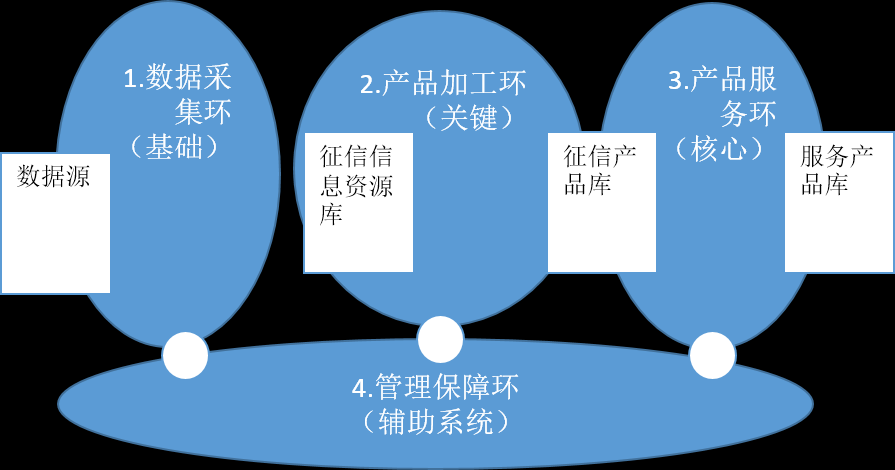 1.数据采
集环
（基础）
2.产品加工环
（关键）
3.产品服
务环
（核心）
数据源
征信信
息资源
库
征信产
品库
服务产
品库
4.管理保障环
（辅助系统）